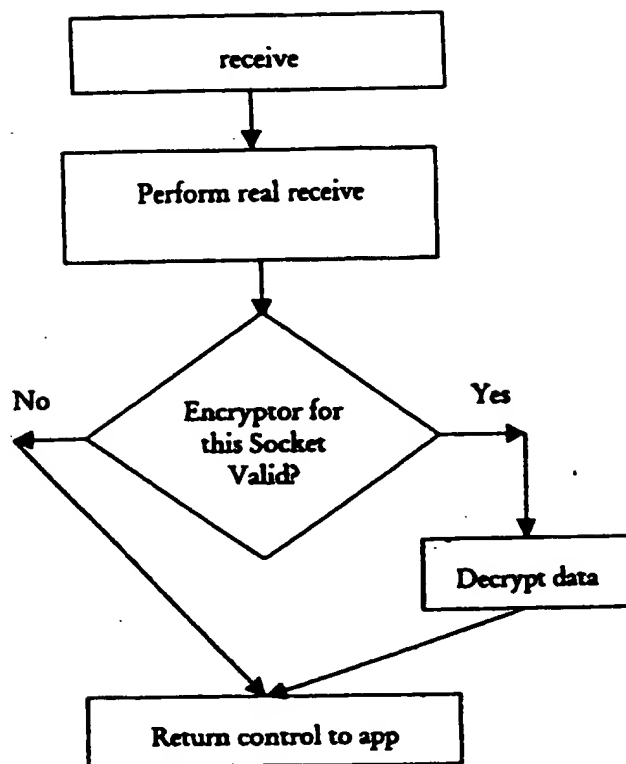 receive
Perform real receive
No
Yes
Encryptor for
this Socket
Valid?
Decrypt data
Return control to app